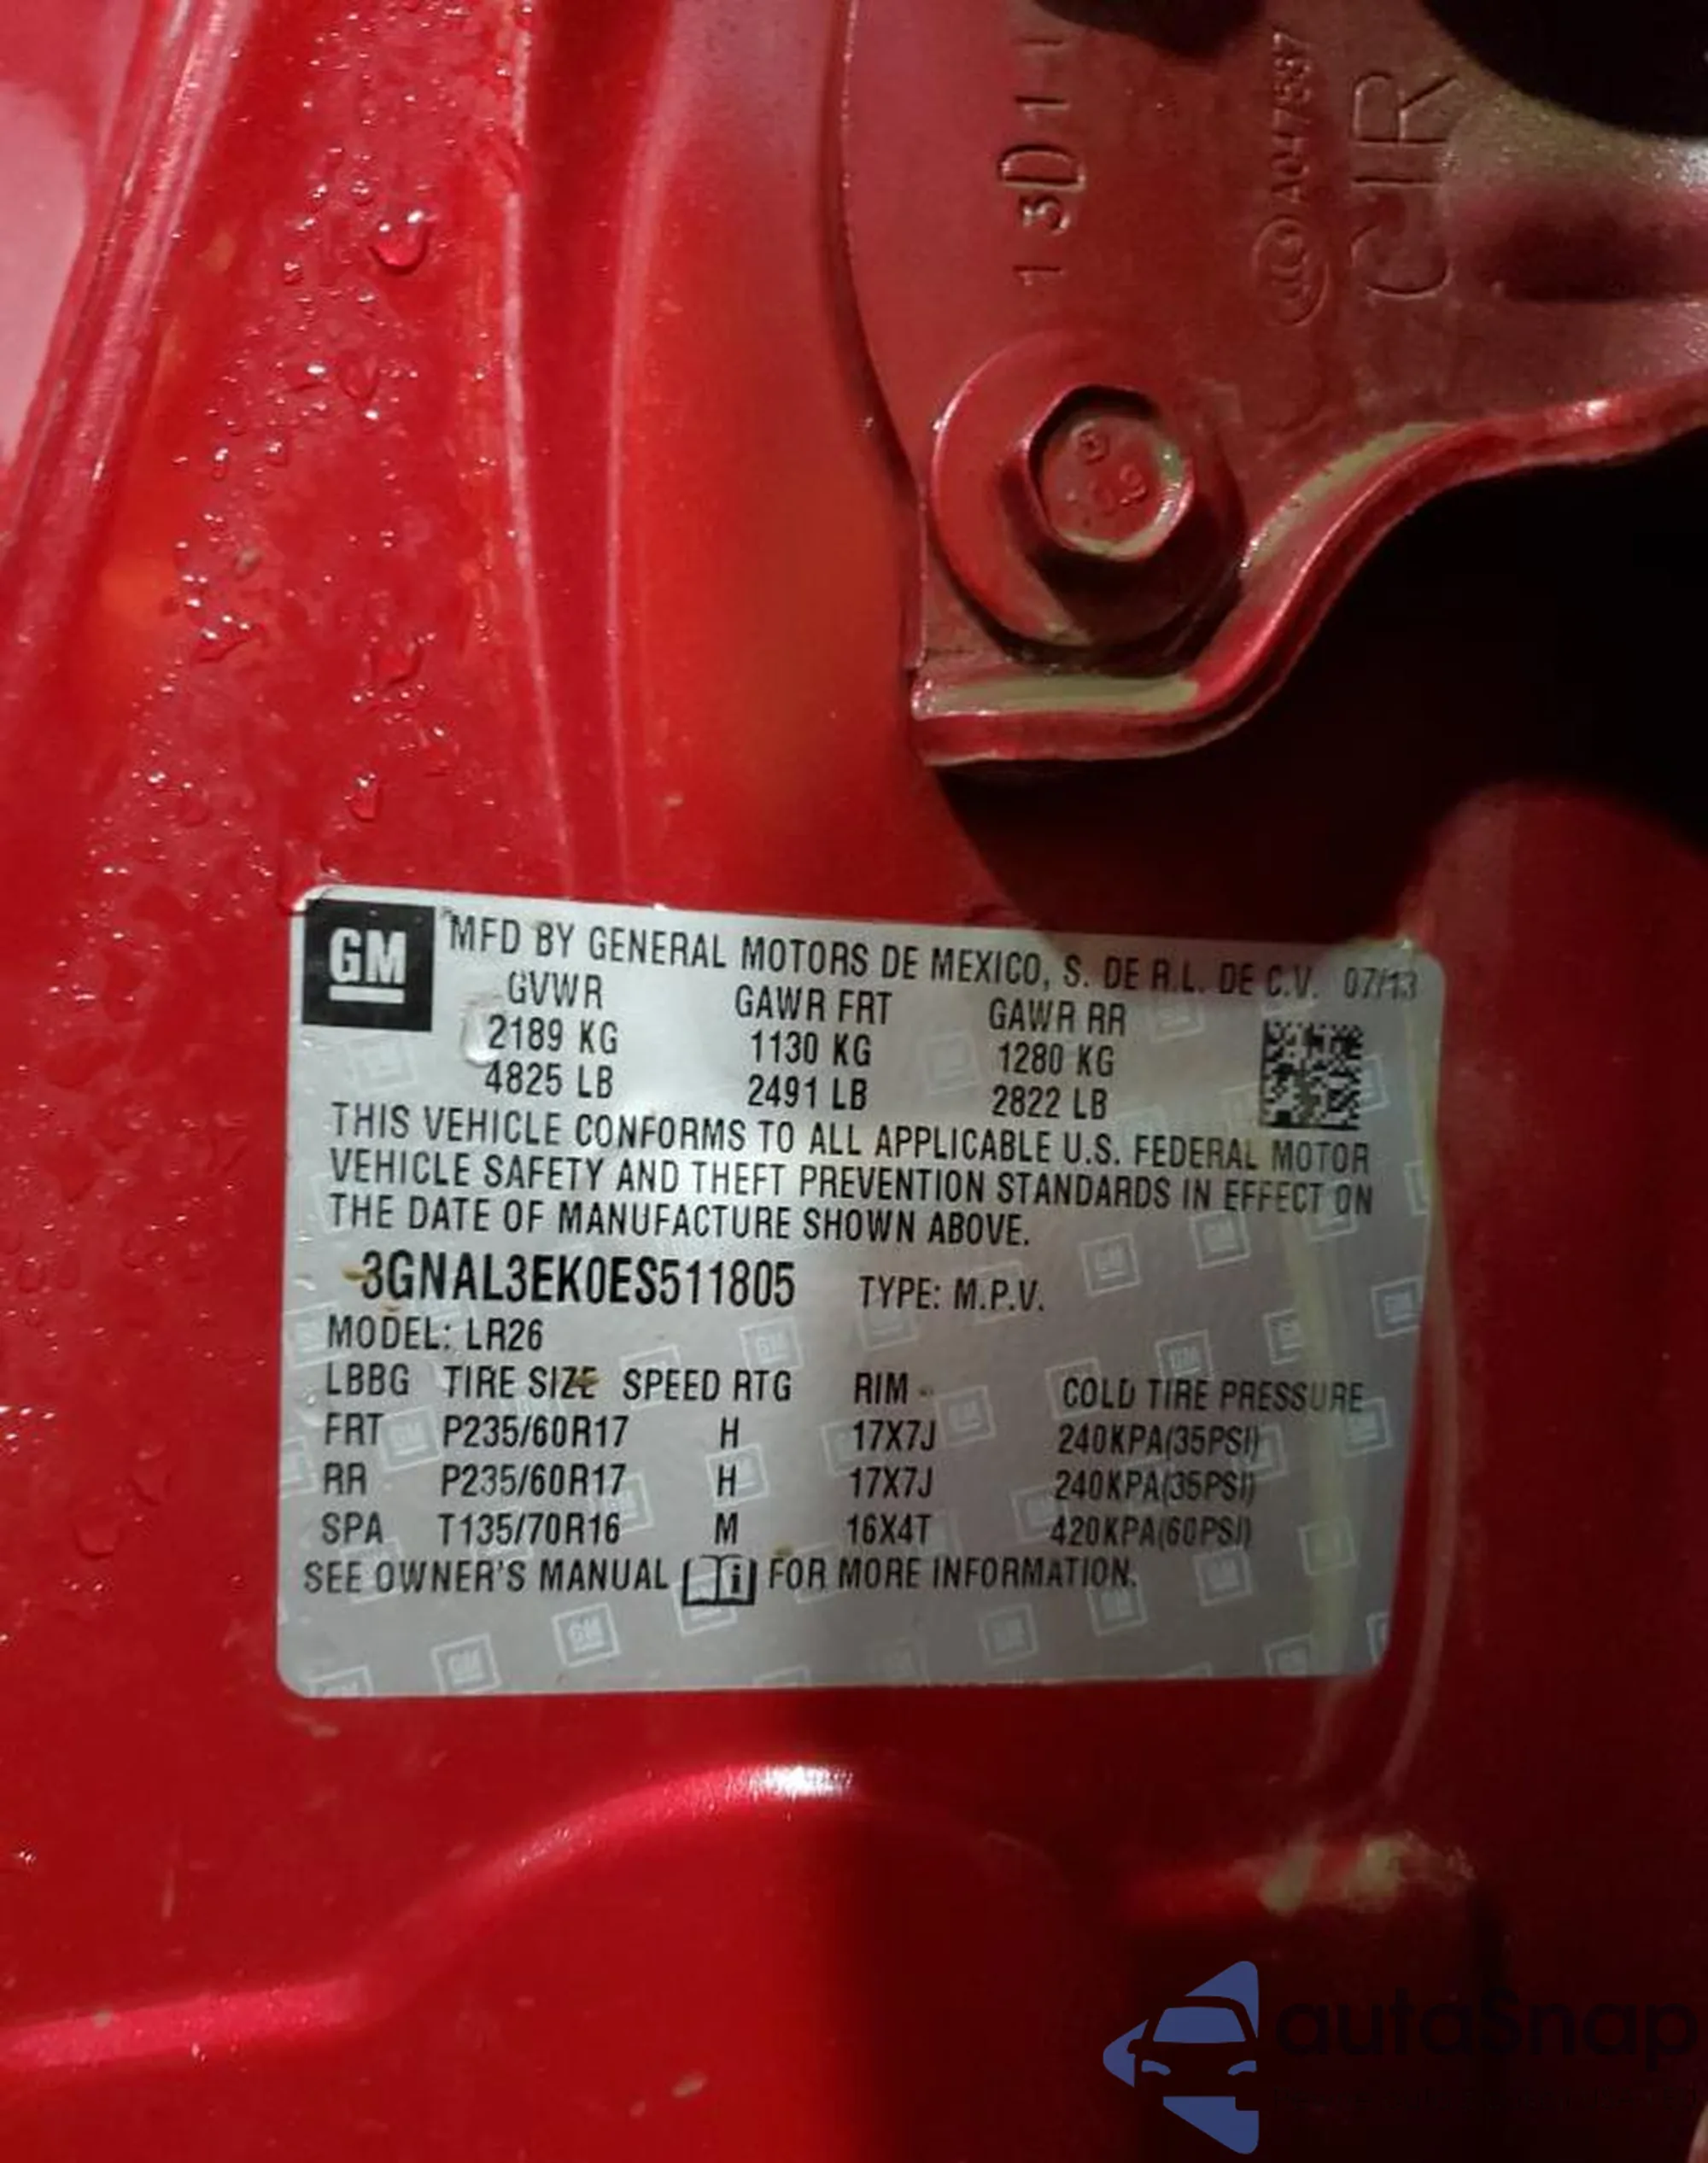 13D11
A047587
CIR
GM
MFD BY GENERAL MOTORS DE MEXICO, S. DE R.L. DE C.V. 07/13
GVWR GAWR FRT GAWR RR
2189 KG 1130 KG 1280 KG
4825 LB 2491 LB 2822 LB
THIS VEHICLE CONFORMS TO ALL APPLICABLE U.S. FEDERAL MOTOR
VEHICLE SAFETY AND THEFT PREVENTION STANDARDS IN EFFECT ON
THE DATE OF MANUFACTURE SHOWN ABOVE.
3GNAL3EK0ES511805 TYPE: M.P.V.
MODEL: LR26
LBBG TIRE SIZE SPEED RTG RIM COLD TIRE PRESSURE
FRT P235/60R17 H 17X7J 240KPA(35PSI)
RR P235/60R17 H 17X7J 240KPA(35PSI)
SPA T135/70R16 M 16X4T 420KPA(60PSI)
SEE OWNER'S MANUAL FOR MORE INFORMATION.
autaSnap